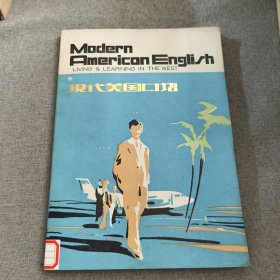 Modern
American English
LIVING & LEARNING IN THE WEST
现代美国口语